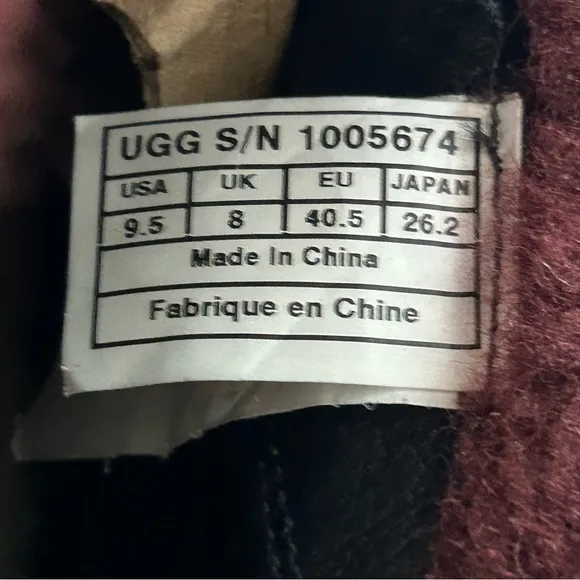 UGG S/N 1005674
USA UK EU JAPAN
9.5 8 40.5 26.2
Made In China
Fabrique en Chine